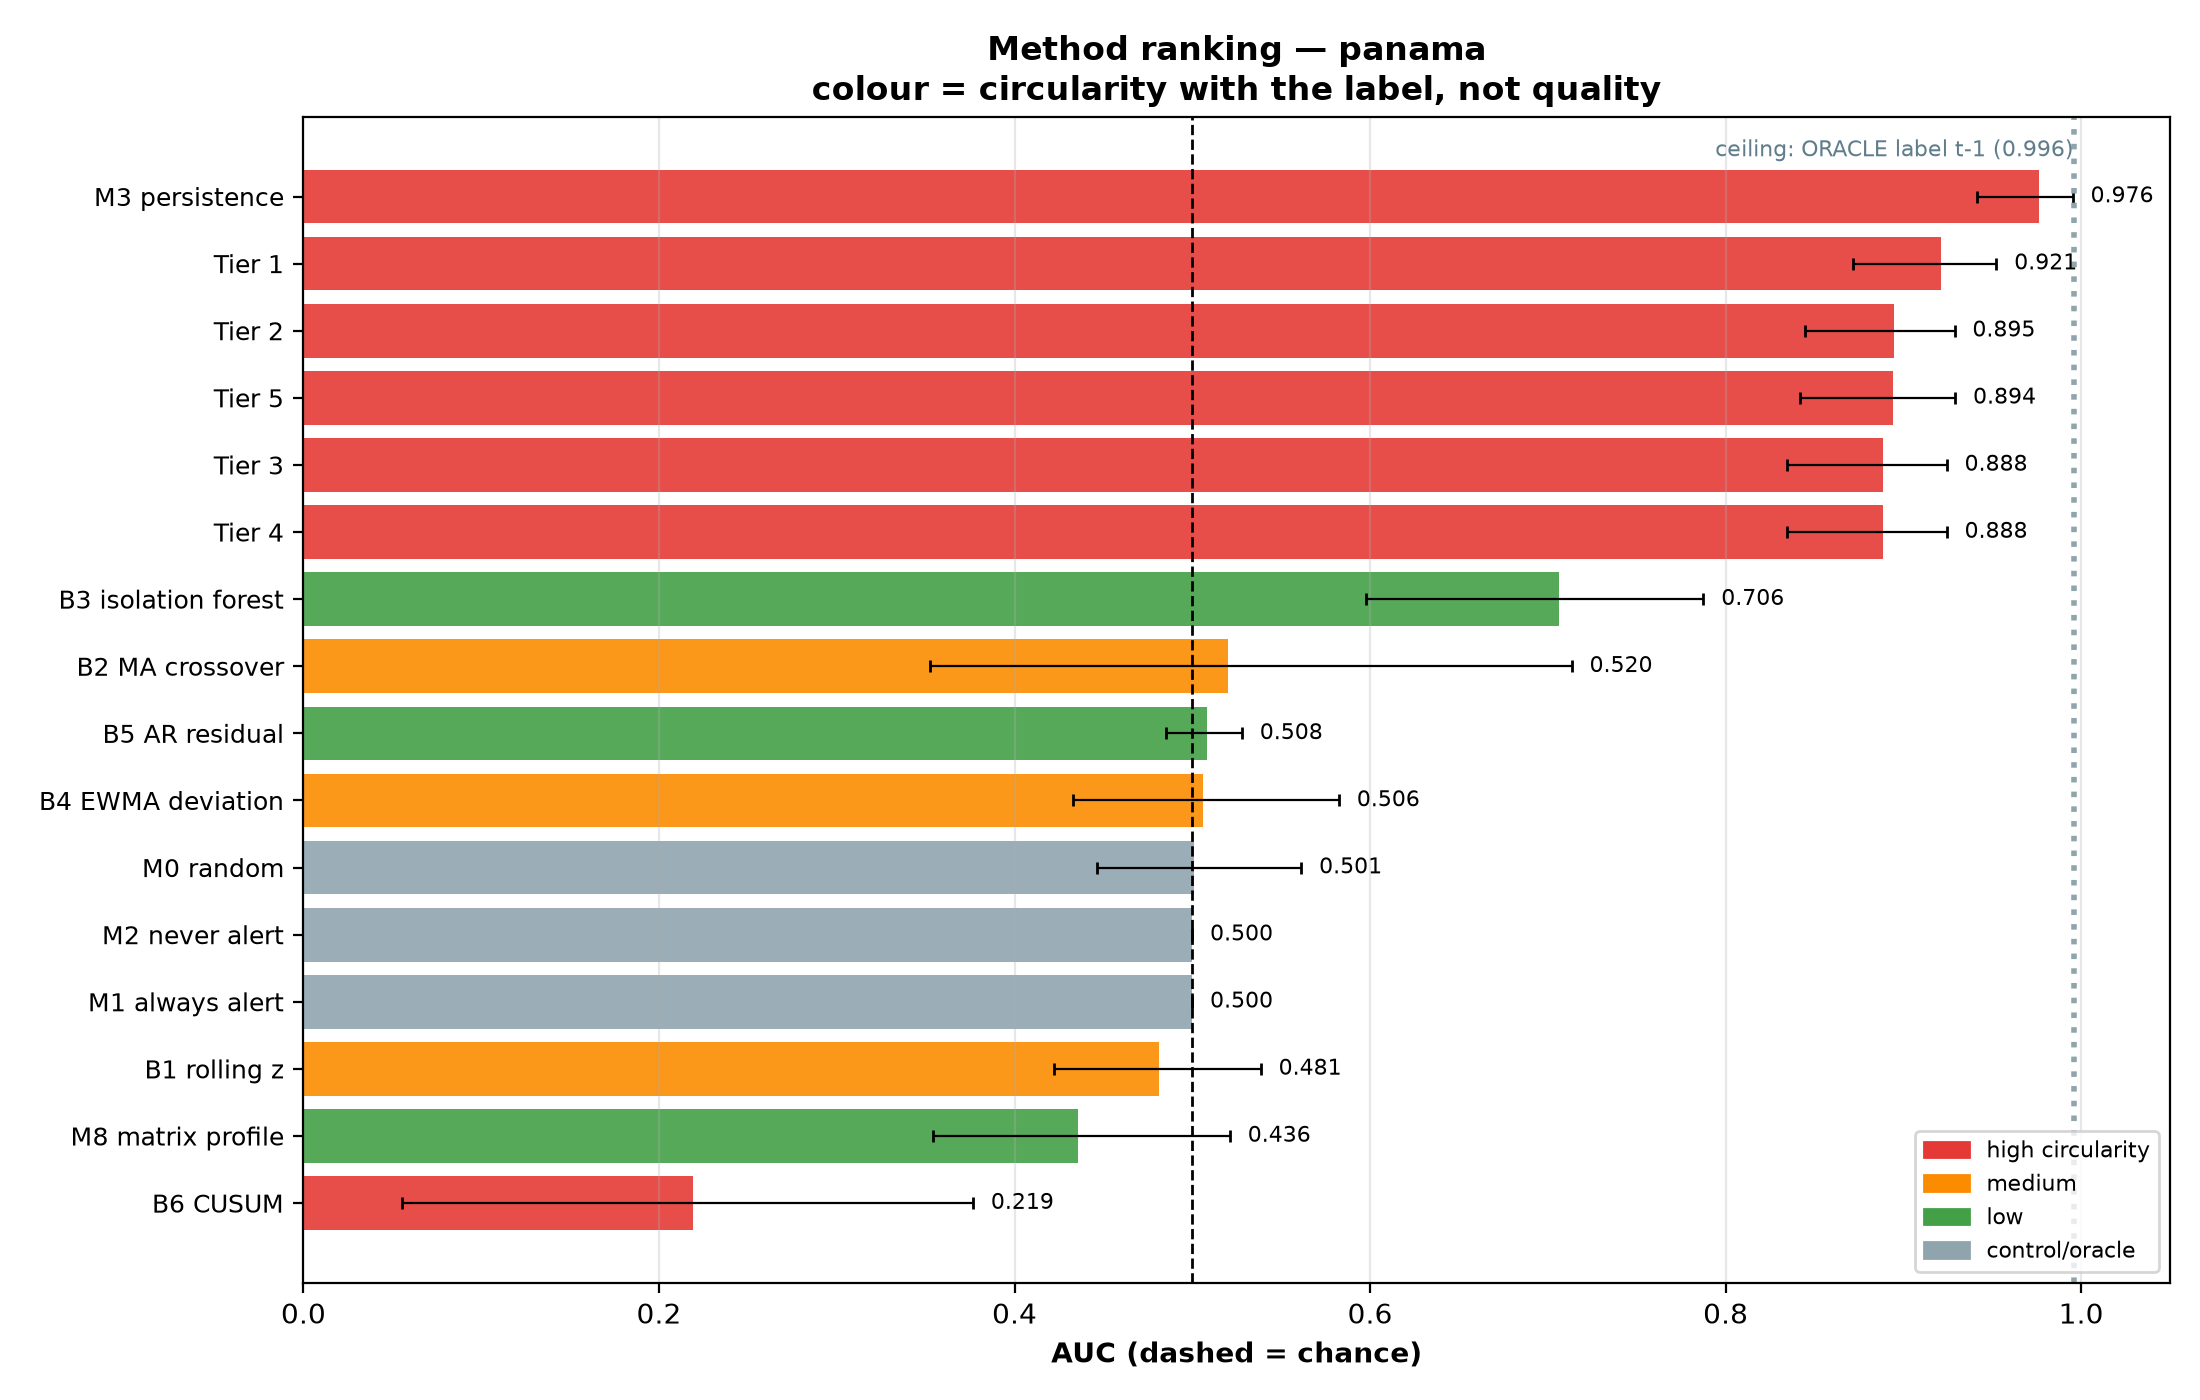 Method ranking — panama
colour = circularity with the label, not quality
ceiling: ORACLE label t-1 (0.996)
M3 persistence 0.976
Tier 1 0.921
Tier 2 0.895
Tier 5 0.894
Tier 3 0.888
Tier 4 0.888
B3 isolation forest 0.706
B2 MA crossover 0.520
B5 AR residual 0.508
B4 EWMA deviation 0.506
M0 random 0.501
M2 never alert 0.500
M1 always alert 0.500
B1 rolling z 0.481
M8 matrix profile 0.436
B6 CUSUM 0.219
high circularity
medium
low
control/oracle
0.0 0.2 0.4 0.6 0.8 1.0
AUC (dashed = chance)